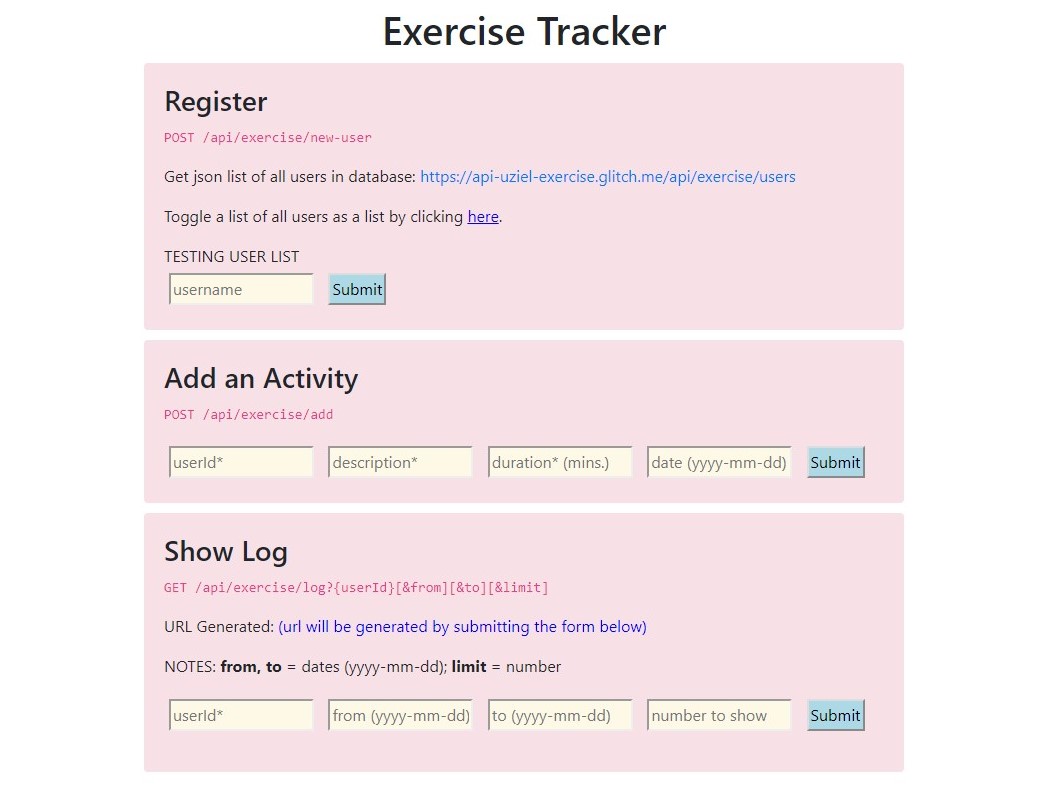 Exercise Tracker
Register
POST /api/exercise/new-user
Get json list of all users in database: https://api-uziel-exercise.glitch.me/api/exercise/users
Toggle a list of all users as a list by clicking here.
TESTING USER LIST
username Submit
Add an Activity
POST /api/exercise/add
userId* description* duration* (mins.) date (yyyy-mm-dd) Submit
Show Log
GET /api/exercise/log?{userId}[&from][&to][&limit]
URL Generated: (url will be generated by submitting the form below)
NOTES: from, to = dates (yyyy-mm-dd); limit = number
userId* from (yyyy-mm-dd) to (yyyy-mm-dd) number to show Submit